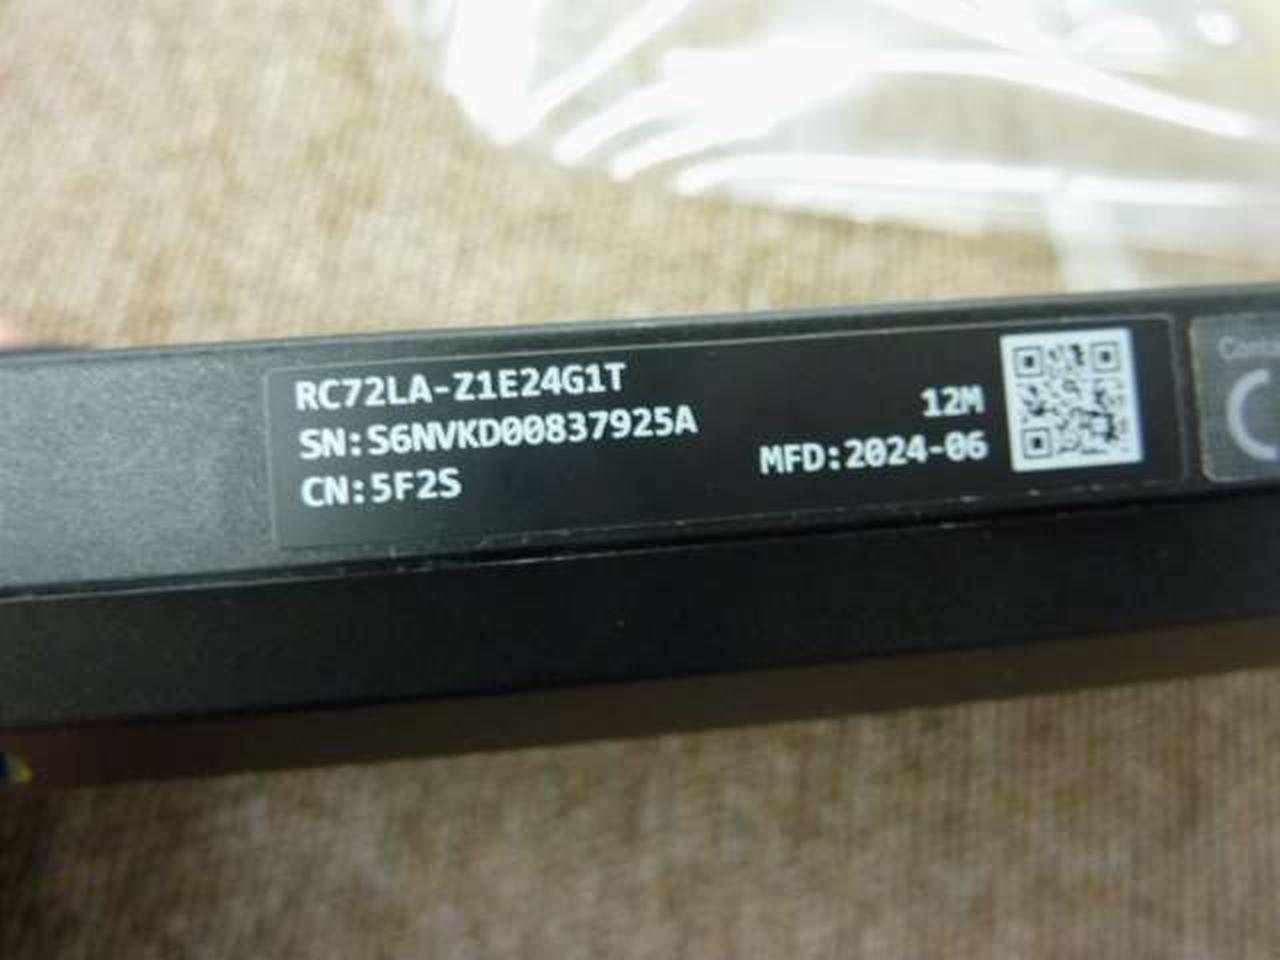 RC72LA-Z1E24G1T
SN:S6NVKD00837925A
CN:5F2S
12M
MFD:2024-06